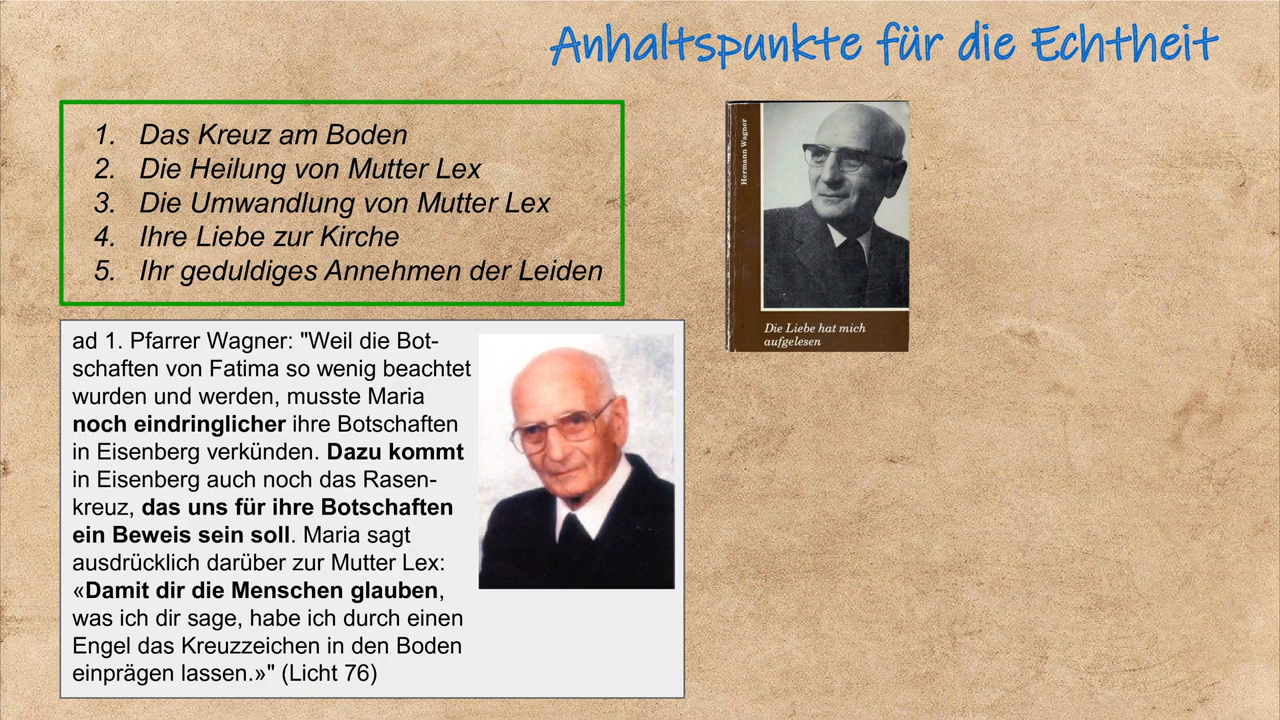 Anhaltspunkte für die Echtheit
1. Das Kreuz am Boden
2. Die Heilung von Mutter Lex
3. Die Umwandlung von Mutter Lex
4. Ihre Liebe zur Kirche
5. Ihr geduldiges Annehmen der Leiden
Hermann Wagner
Die Liebe hat mich
aufgelesen
ad 1. Pfarrer Wagner: "Weil die Bot-
schaften von Fatima so wenig beachtet
wurden und werden, musste Maria
noch eindringlicher ihre Botschaften
in Eisenberg verkünden. Dazu kommt
in Eisenberg auch noch das Rasen-
kreuz, das uns für ihre Botschaften
ein Beweis sein soll. Maria sagt
ausdrücklich darüber zur Mutter Lex:
«Damit dir die Menschen glauben,
was ich dir sage, habe ich durch einen
Engel das Kreuzzeichen in den Boden
einprägen lassen.»" (Licht 76)